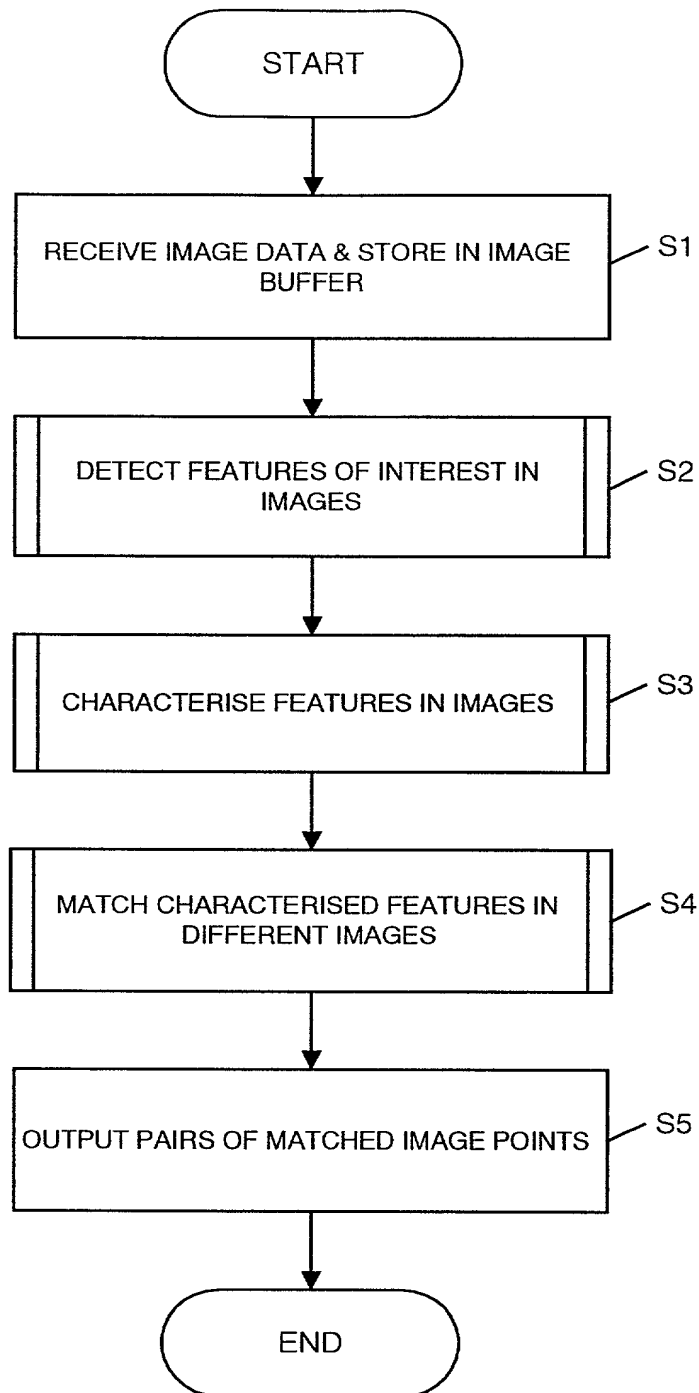 START
RECEIVE IMAGE DATA & STORE IN IMAGE
BUFFER
S1
DETECT FEATURES OF INTEREST IN
IMAGES
S2
CHARACTERISE FEATURES IN IMAGES
S3
MATCH CHARACTERISED FEATURES IN
DIFFERENT IMAGES
S4
OUTPUT PAIRS OF MATCHED IMAGE POINTS
S5
END